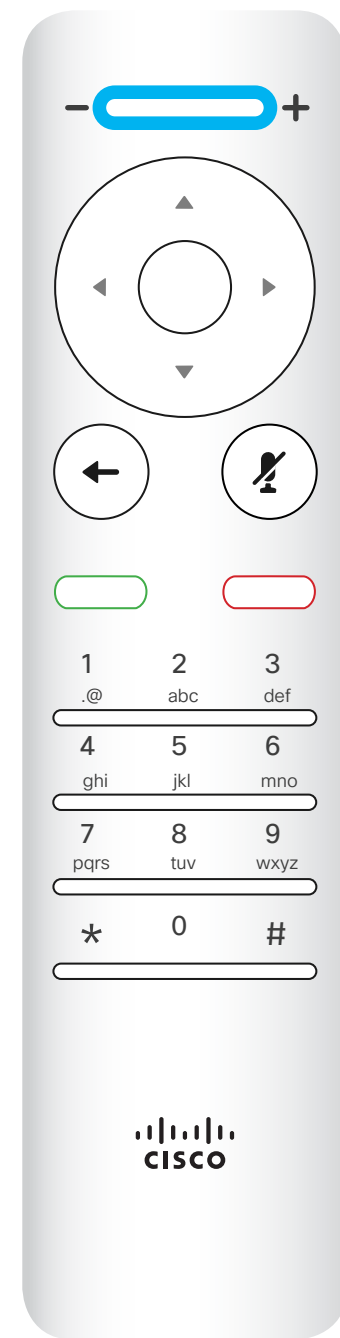 - +
1 2 3
.@ abc def
4 5 6
ghi jkl mno
7 8 9
pqrs tuv wxyz
* 0 #
CISCO